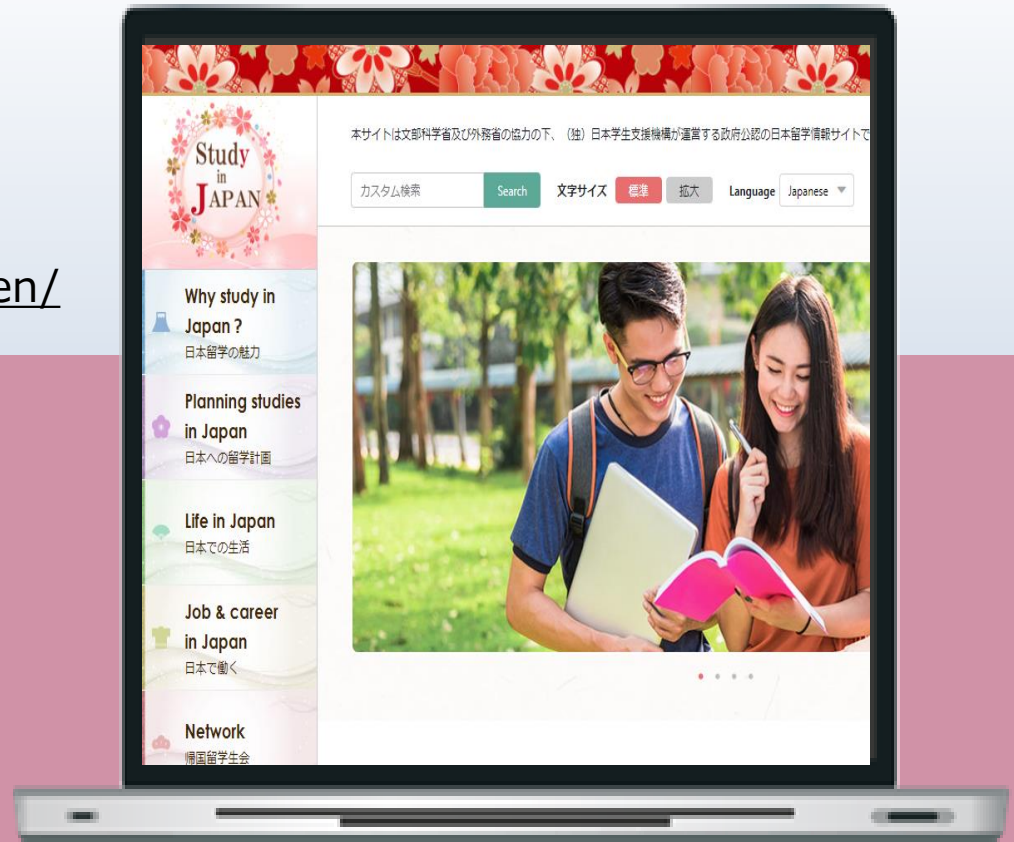 en/
Study
in
JAPAN
本サイトは文部科学省及び外務省の協力の下、（独）日本学生支援機構が運営する政府公認の日本留学情報サイトで
カスタム検索 Search 文字サイズ 標準 拡大 Language Japanese
Why study in
Japan ?
日本留学の魅力
Planning studies
in Japan
日本への留学計画
Life in Japan
日本での生活
Job & career
in Japan
日本で働く
Network
帰国留学生会